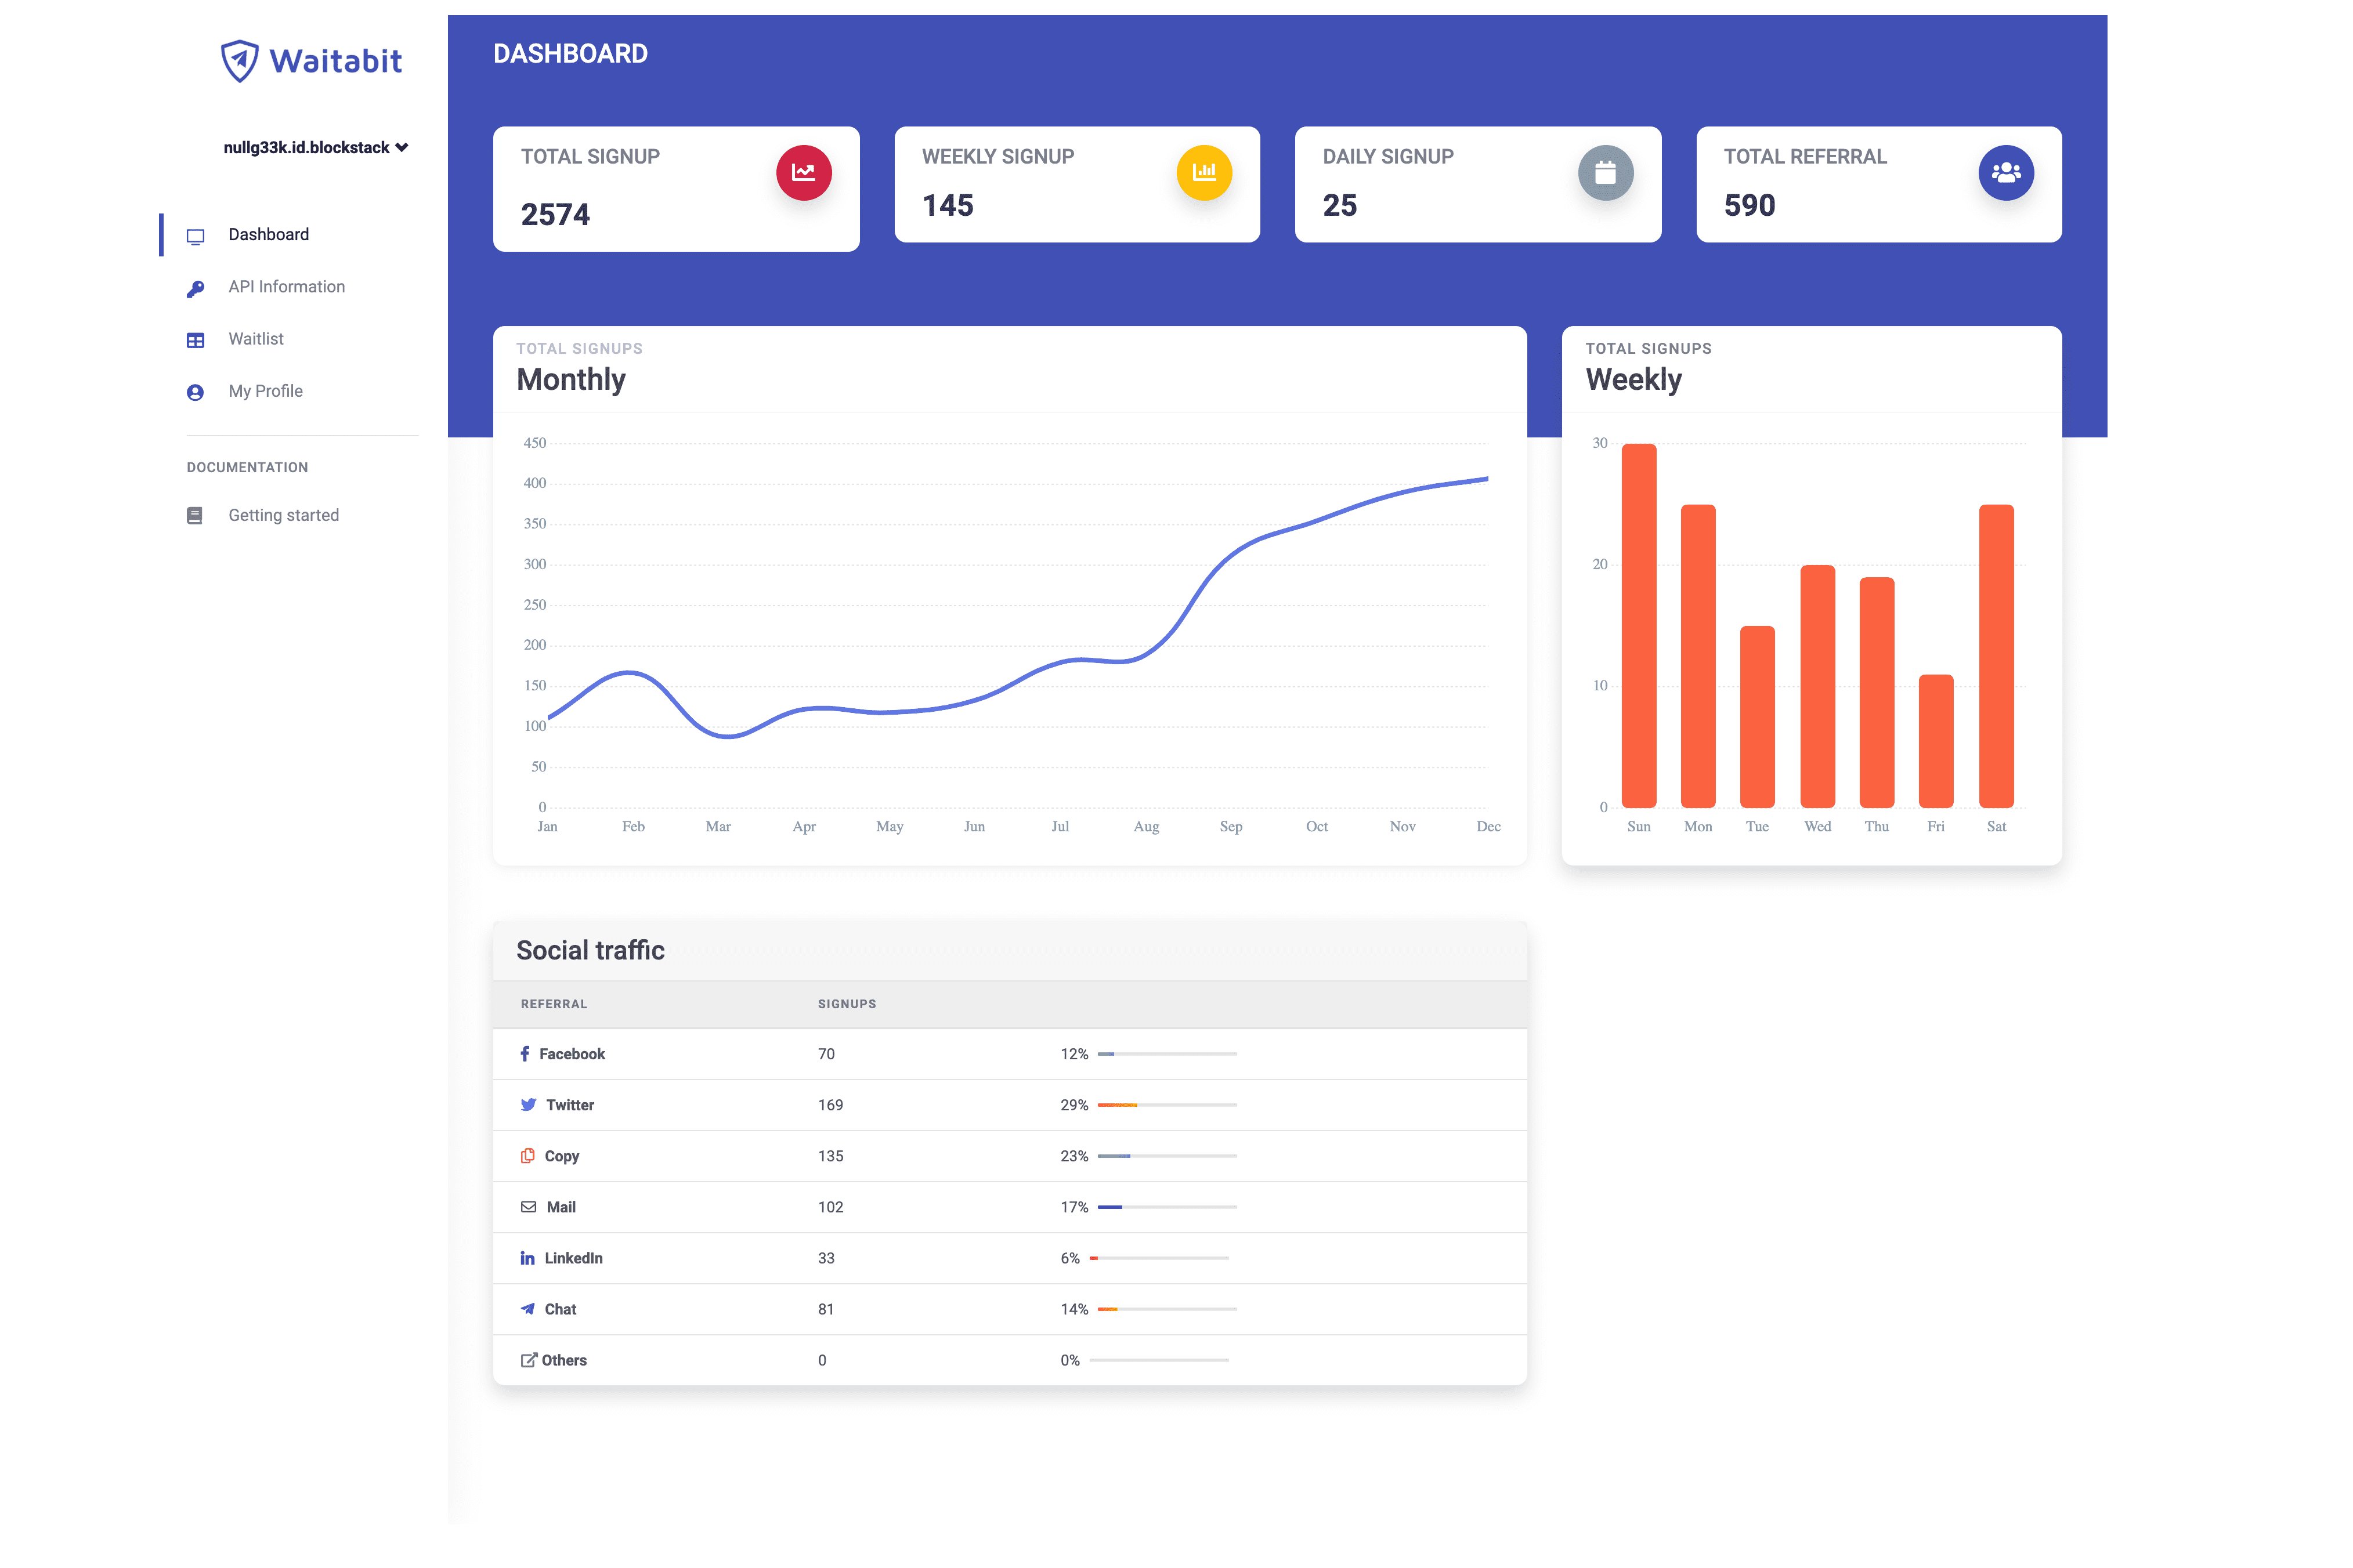 Waitabit
nullg33k.id.blockstack
Dashboard
API Information
Waitlist
My Profile
DOCUMENTATION
Getting started
DASHBOARD
TOTAL SIGNUP
2574
WEEKLY SIGNUP
145
DAILY SIGNUP
25
TOTAL REFERRAL
590
TOTAL SIGNUPS
Monthly
450
400
350
300
250
200
150
100
50
0
Jan Feb Mar Apr May Jun Jul Aug Sep Oct Nov Dec
TOTAL SIGNUPS
Weekly
30
20
10
0
Sun Mon Tue Wed Thu Fri Sat
Social traffic
REFERRAL SIGNUPS
Facebook 70 12%
Twitter 169 29%
Copy 135 23%
Mail 102 17%
LinkedIn 33 6%
Chat 81 14%
Others 0 0%